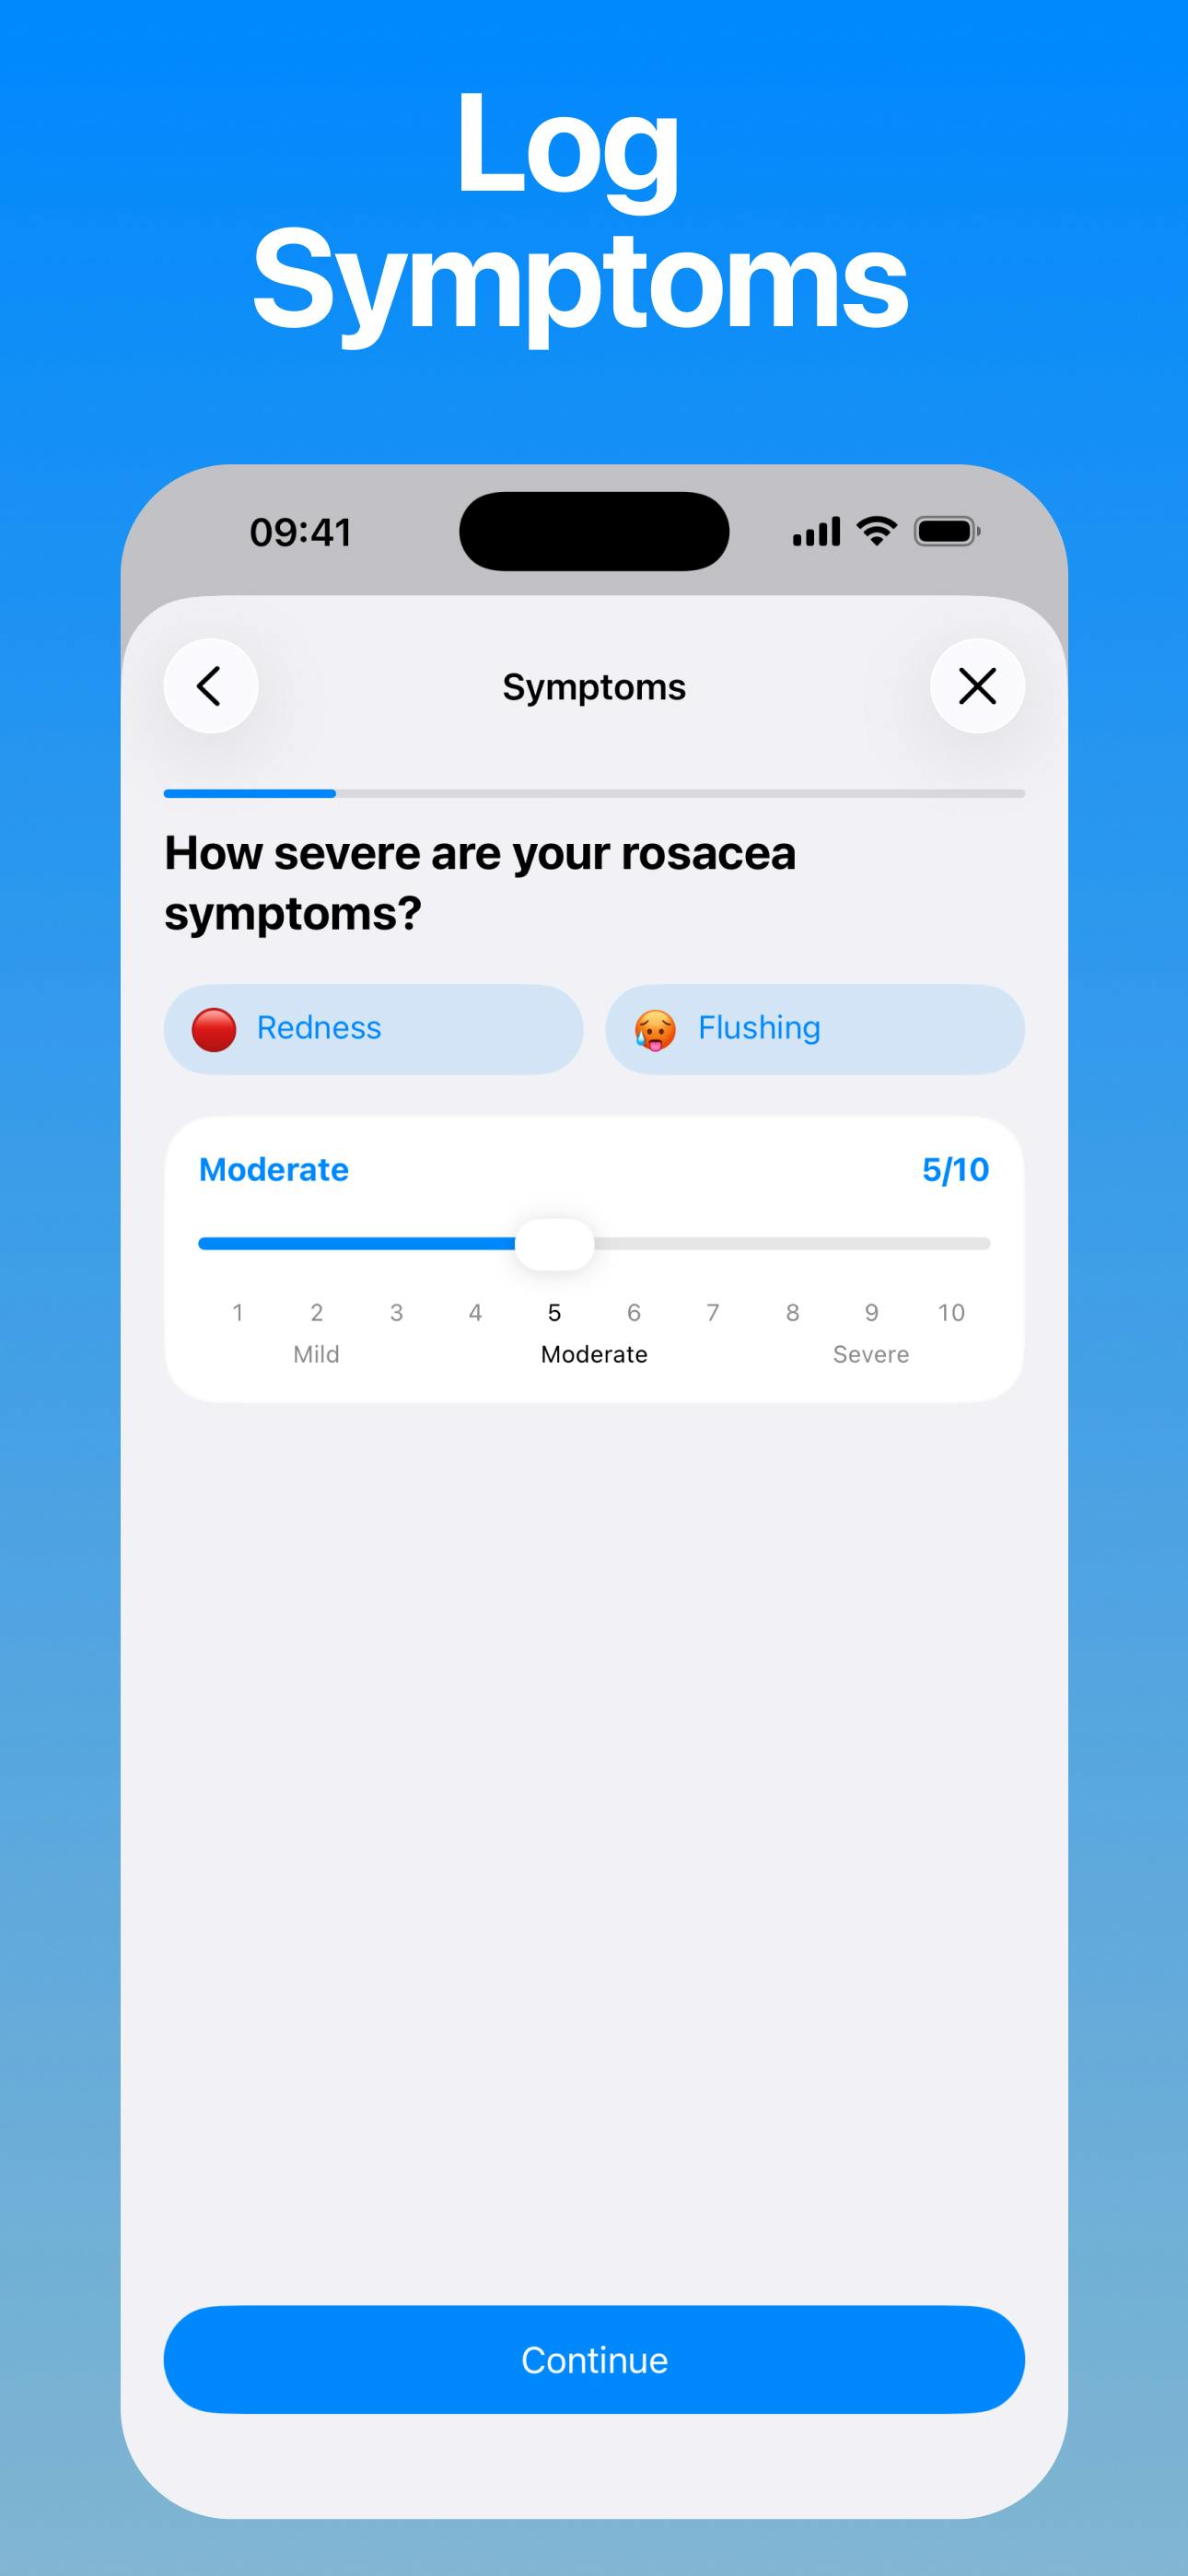 Log
Symptoms
09:41
Symptoms
How severe are your rosacea
symptoms?
Redness
Flushing
Moderate 5/10
1 2 3 4 5 6 7 8 9 10
Mild Moderate Severe
Continue